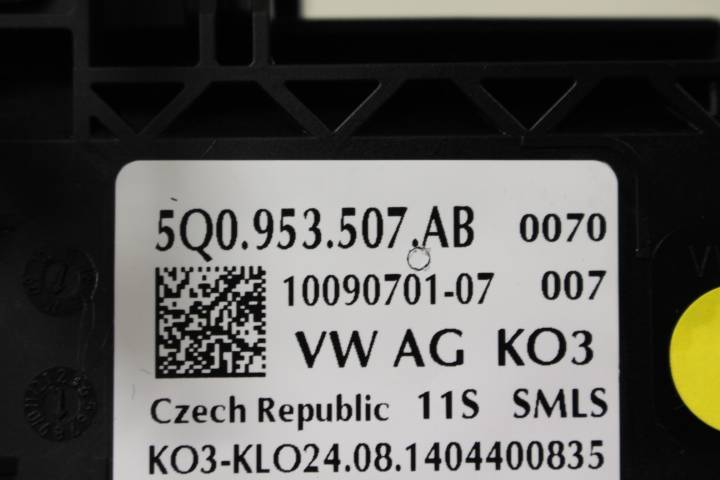 5Q0.953.507.AB 0070
10090701-07 007
VW AG KO3
Czech Republic 11S SMLS
KO3-KLO24.08.1404400835